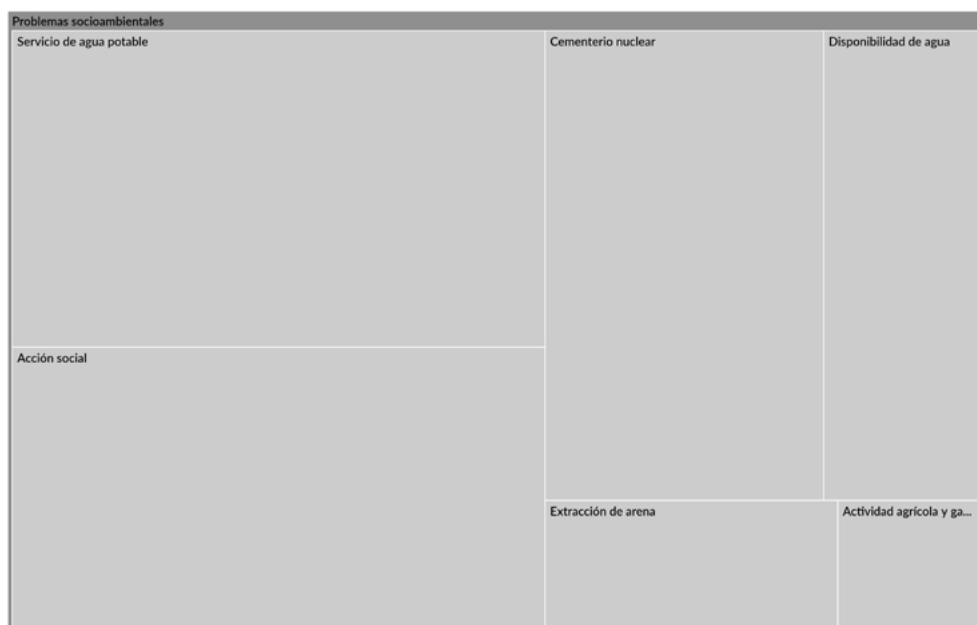 Problemas socioambientales
Servicio de agua potable
Cementerio nuclear
Disponibilidad de agua
Acción social
Extracción de arena
Actividad agrícola y ga...